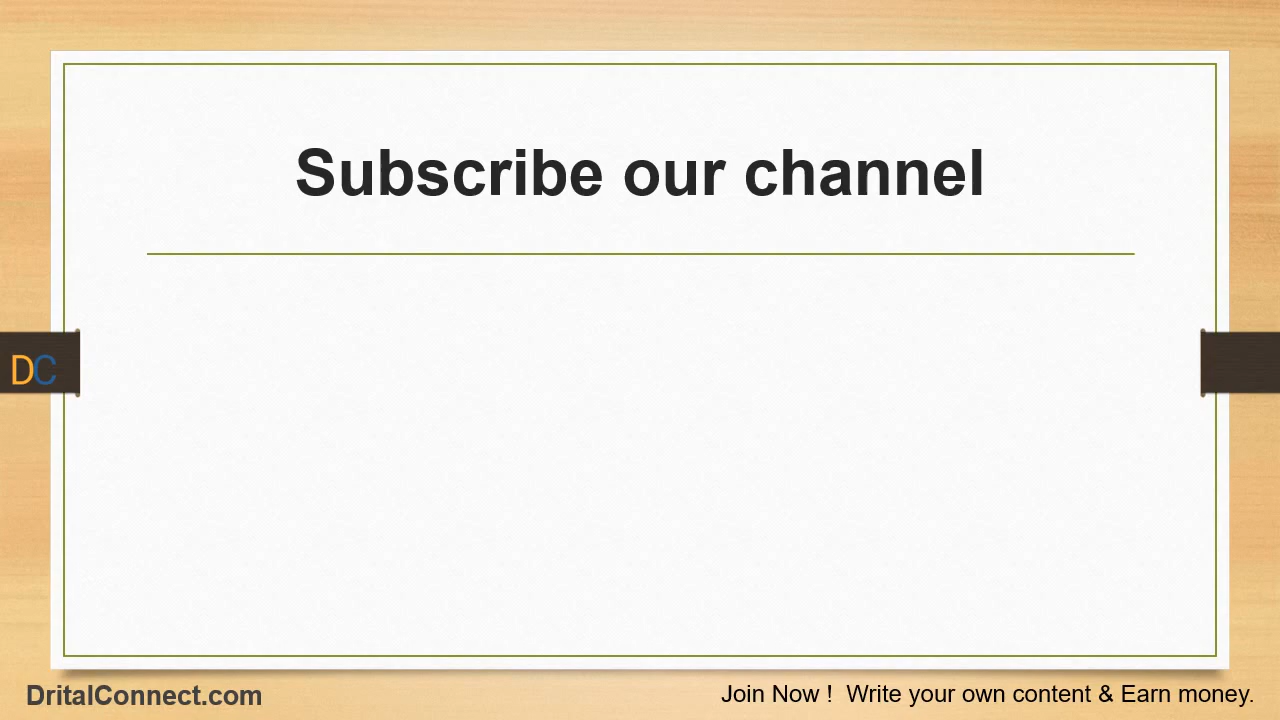 Subscribe our channel
DC
DritalConnect.com
Join Now !  Write your own content & Earn money.